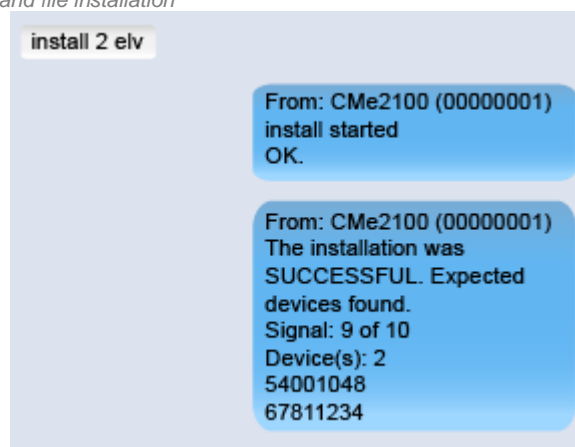 and file installation
install 2 elv
From: CMe2100 (00000001)
install started
OK.
From: CMe2100 (00000001)
The installation was
SUCCESSFUL. Expected
devices found.
Signal: 9 of 10
Device(s): 2
54001048
67811234